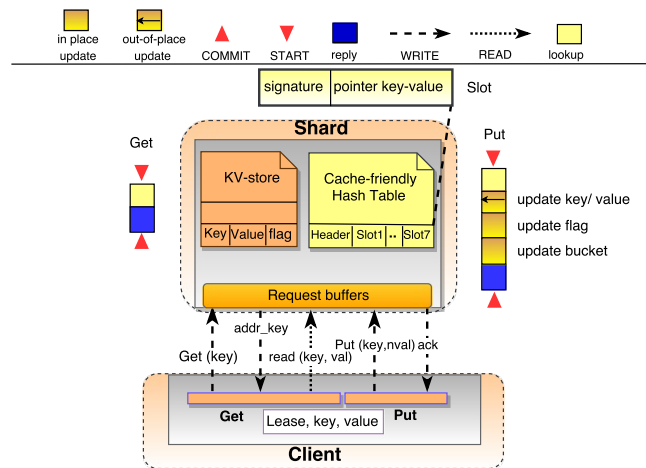 in place
update
out-of-place
update
COMMIT
START
reply
WRITE
READ
lookup
signature
pointer key-value
Slot
Shard
Get
Put
KV-store
Key
Value
flag
Cache-friendly
Hash Table
Header
Slot1
..
Slot7
update key/ value
update flag
update bucket
Request buffers
addr_key
Get (key)
read (key, val)
Put (key,nval)
ack
Get
Put
Lease, key, value
Client